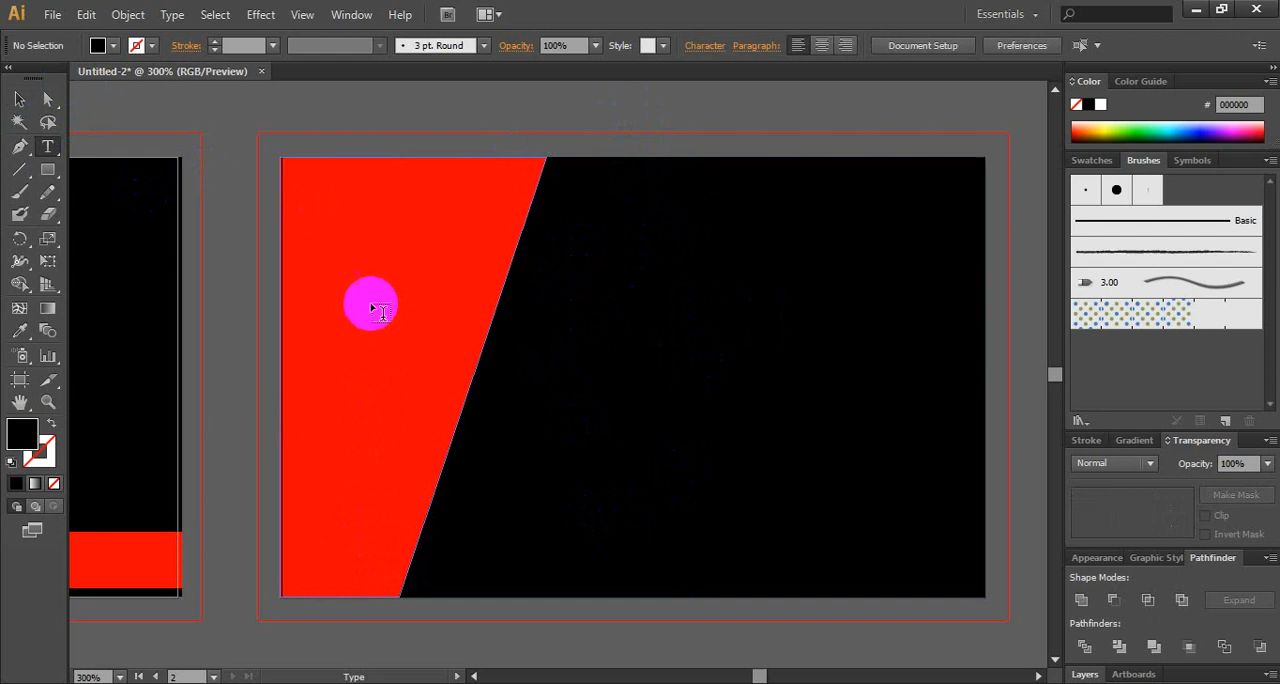 Ai File Edit Object Type Select Effect View Window Help Br Essentials
No Selection Stroke: 3 pt. Round Opacity: 100% Style: Character Paragraph: Document Setup Preferences
Untitled-2* @ 300% (RGB/Preview) ×
Color Color Guide
# 000000
Swatches Brushes Symbols
Basic
3.00
Stroke Gradient Transparency
Normal Opacity: 100%
Make Mask
Clip
Invert Mask
Appearance Graphic Styl Pathfinder
Shape Modes:
Expand
Pathfinders:
Layers Artboards
300% 2 Type